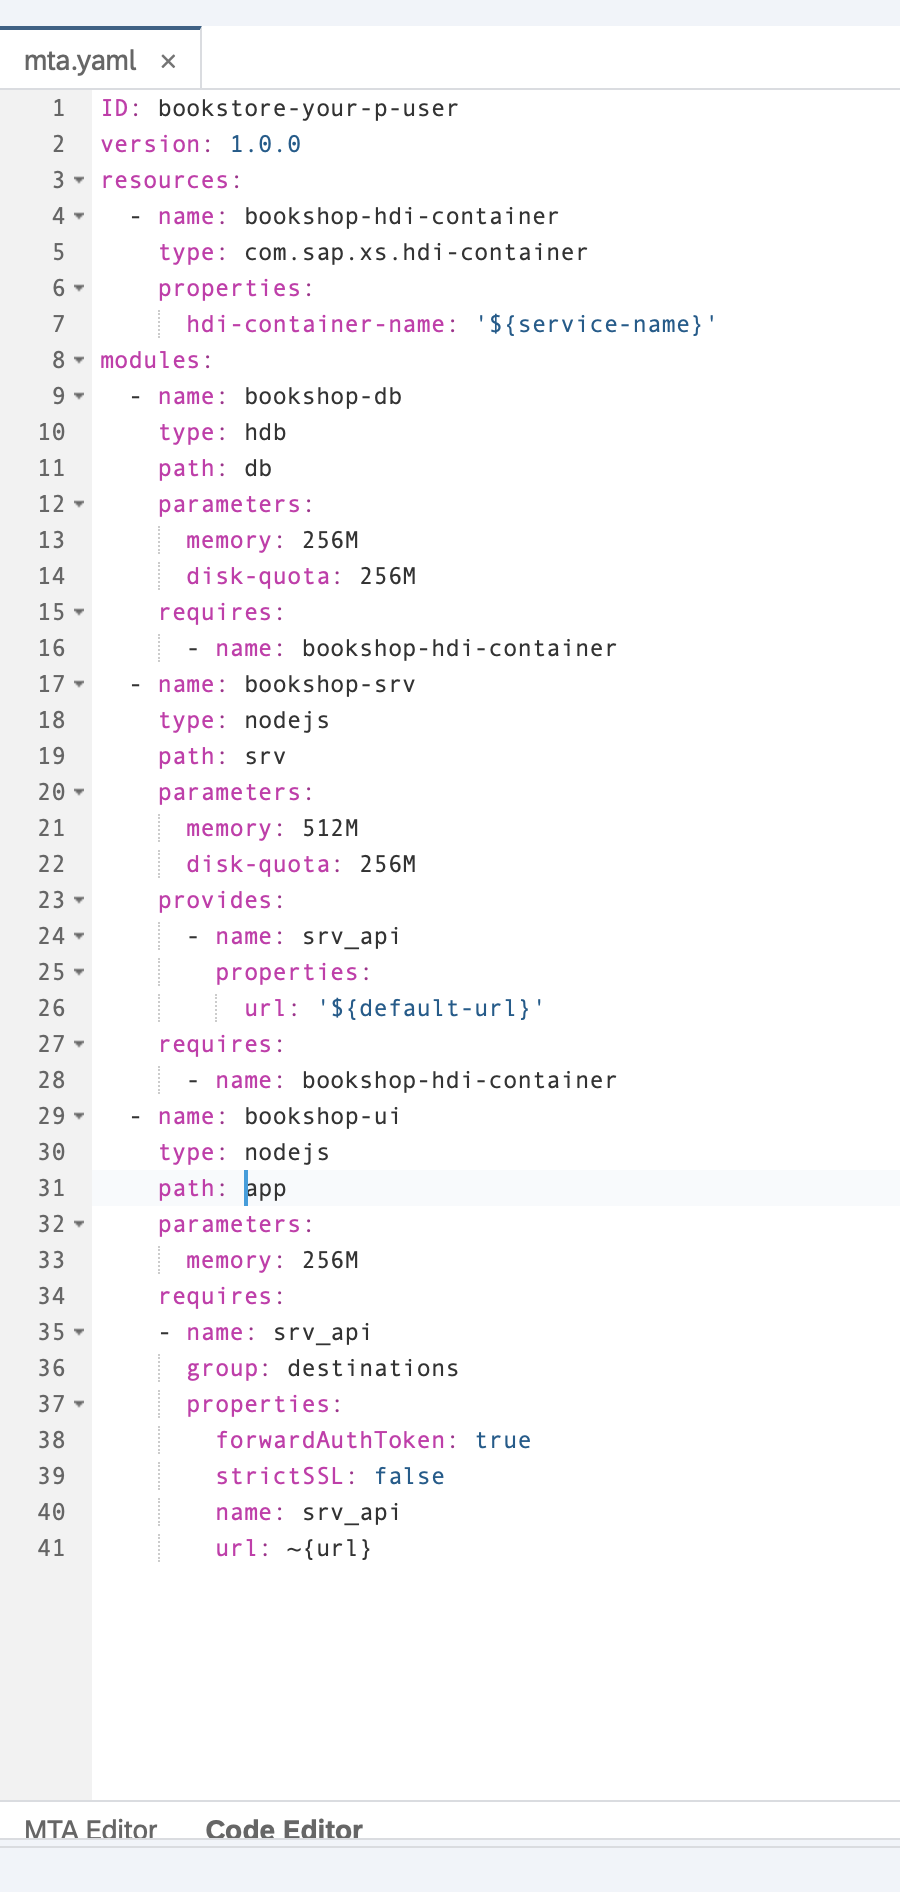 mta.yaml ×
1 ID: bookstore-your-p-user
2 version: 1.0.0
3 resources:
4   - name: bookshop-hdi-container
5     type: com.sap.xs.hdi-container
6     properties:
7       hdi-container-name: '${service-name}'
8 modules:
9   - name: bookshop-db
10     type: hdb
11     path: db
12     parameters:
13       memory: 256M
14       disk-quota: 256M
15     requires:
16       - name: bookshop-hdi-container
17   - name: bookshop-srv
18     type: nodejs
19     path: srv
20     parameters:
21       memory: 512M
22       disk-quota: 256M
23     provides:
24       - name: srv_api
25         properties:
26           url: '${default-url}'
27     requires:
28       - name: bookshop-hdi-container
29   - name: bookshop-ui
30     type: nodejs
31     path: app
32     parameters:
33       memory: 256M
34     requires:
35     - name: srv_api
36       group: destinations
37       properties:
38         forwardAuthToken: true
39         strictSSL: false
40         name: srv_api
41         url: ~{url}
MTA Editor Code Editor